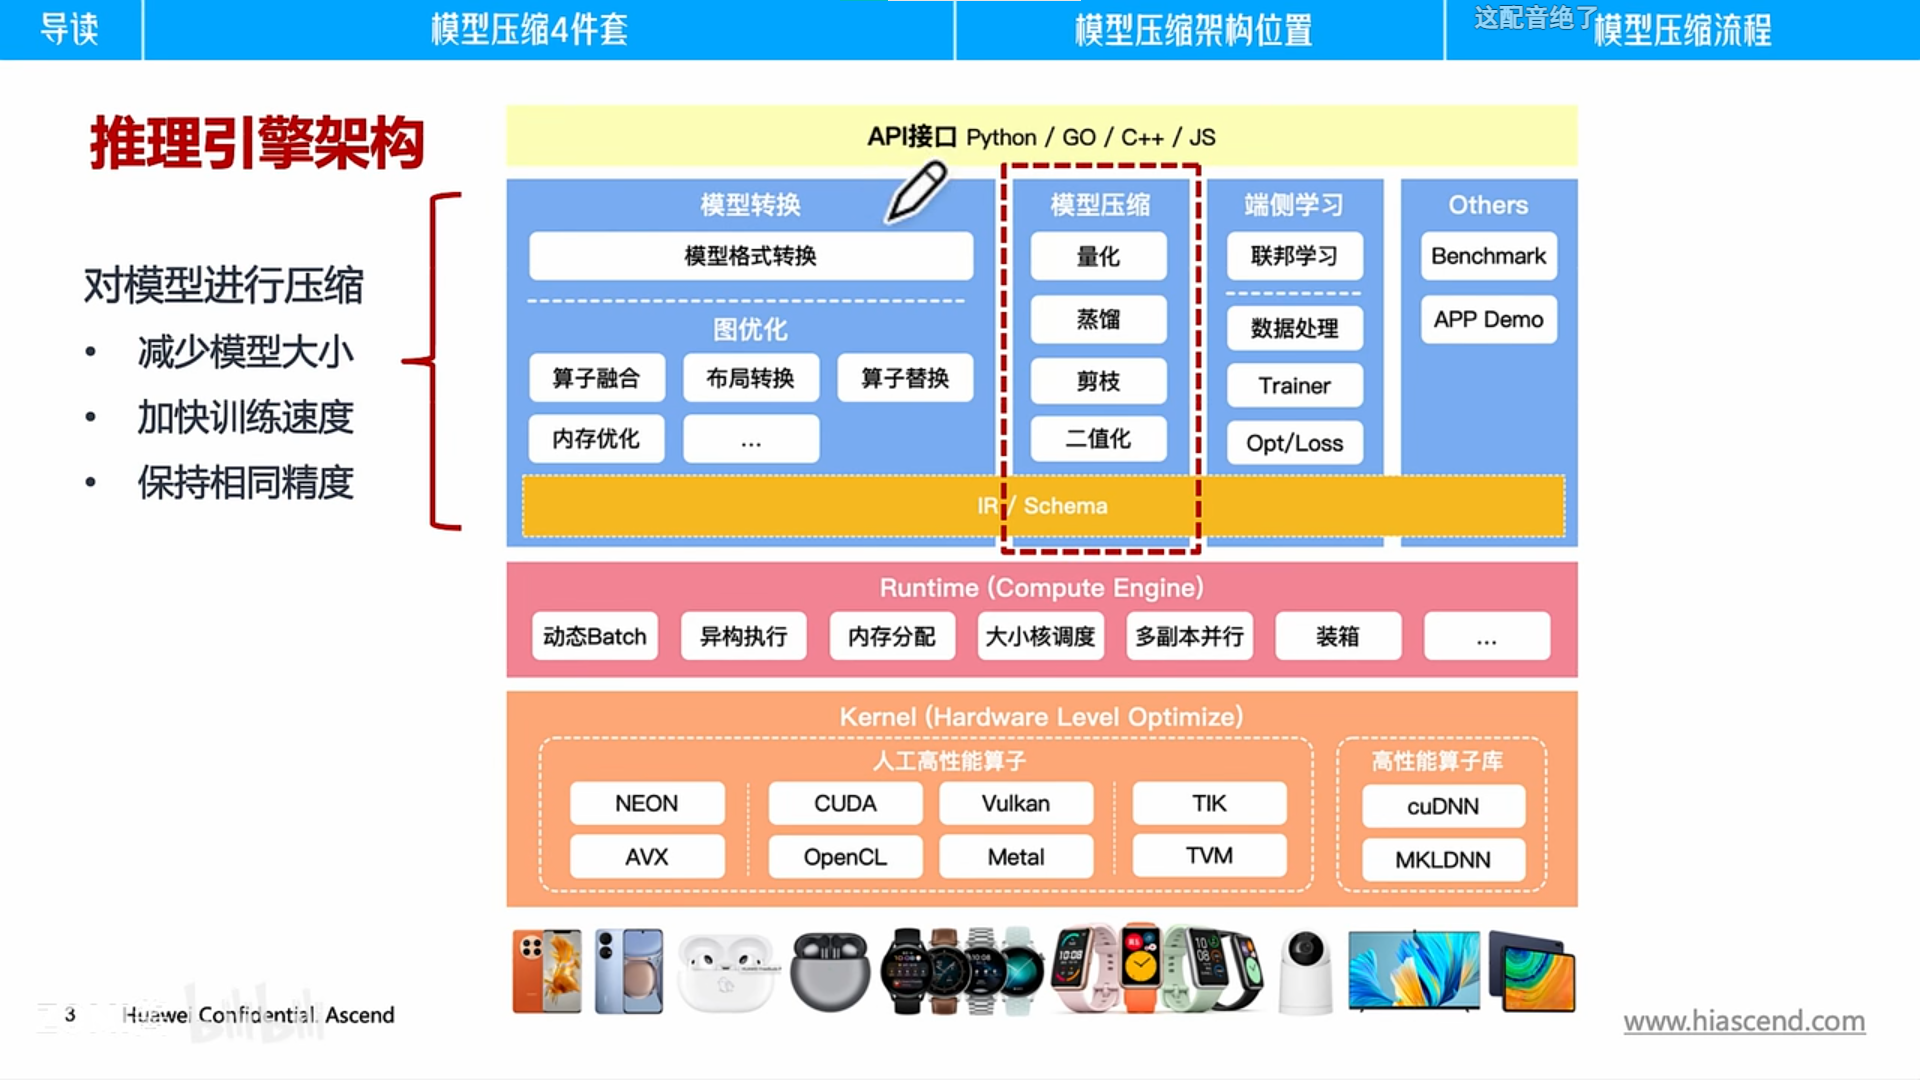 导读
模型压缩4件套
模型压缩架构位置
这配音绝了
模型压缩流程
推理引擎架构
对模型进行压缩
• 减少模型大小
• 加快训练速度
• 保持相同精度
API接口 Python / GO / C++ / JS
模型转换
模型格式转换
图优化
算子融合
布局转换
算子替换
内存优化
...
模型压缩
量化
蒸馏
剪枝
二值化
端侧学习
联邦学习
数据处理
Trainer
Opt/Loss
Others
Benchmark
APP Demo
IR / Schema
Runtime (Compute Engine)
动态Batch
异构执行
内存分配
大小核调度
多副本并行
装箱
...
Kernel (Hardware Level Optimize)
人工高性能算子
NEON
CUDA
Vulkan
TIK
AVX
OpenCL
Metal
TVM
高性能算子库
cuDNN
MKLDNN
3
Huawei Confidential. Ascend
bilibili
www.hiascend.com